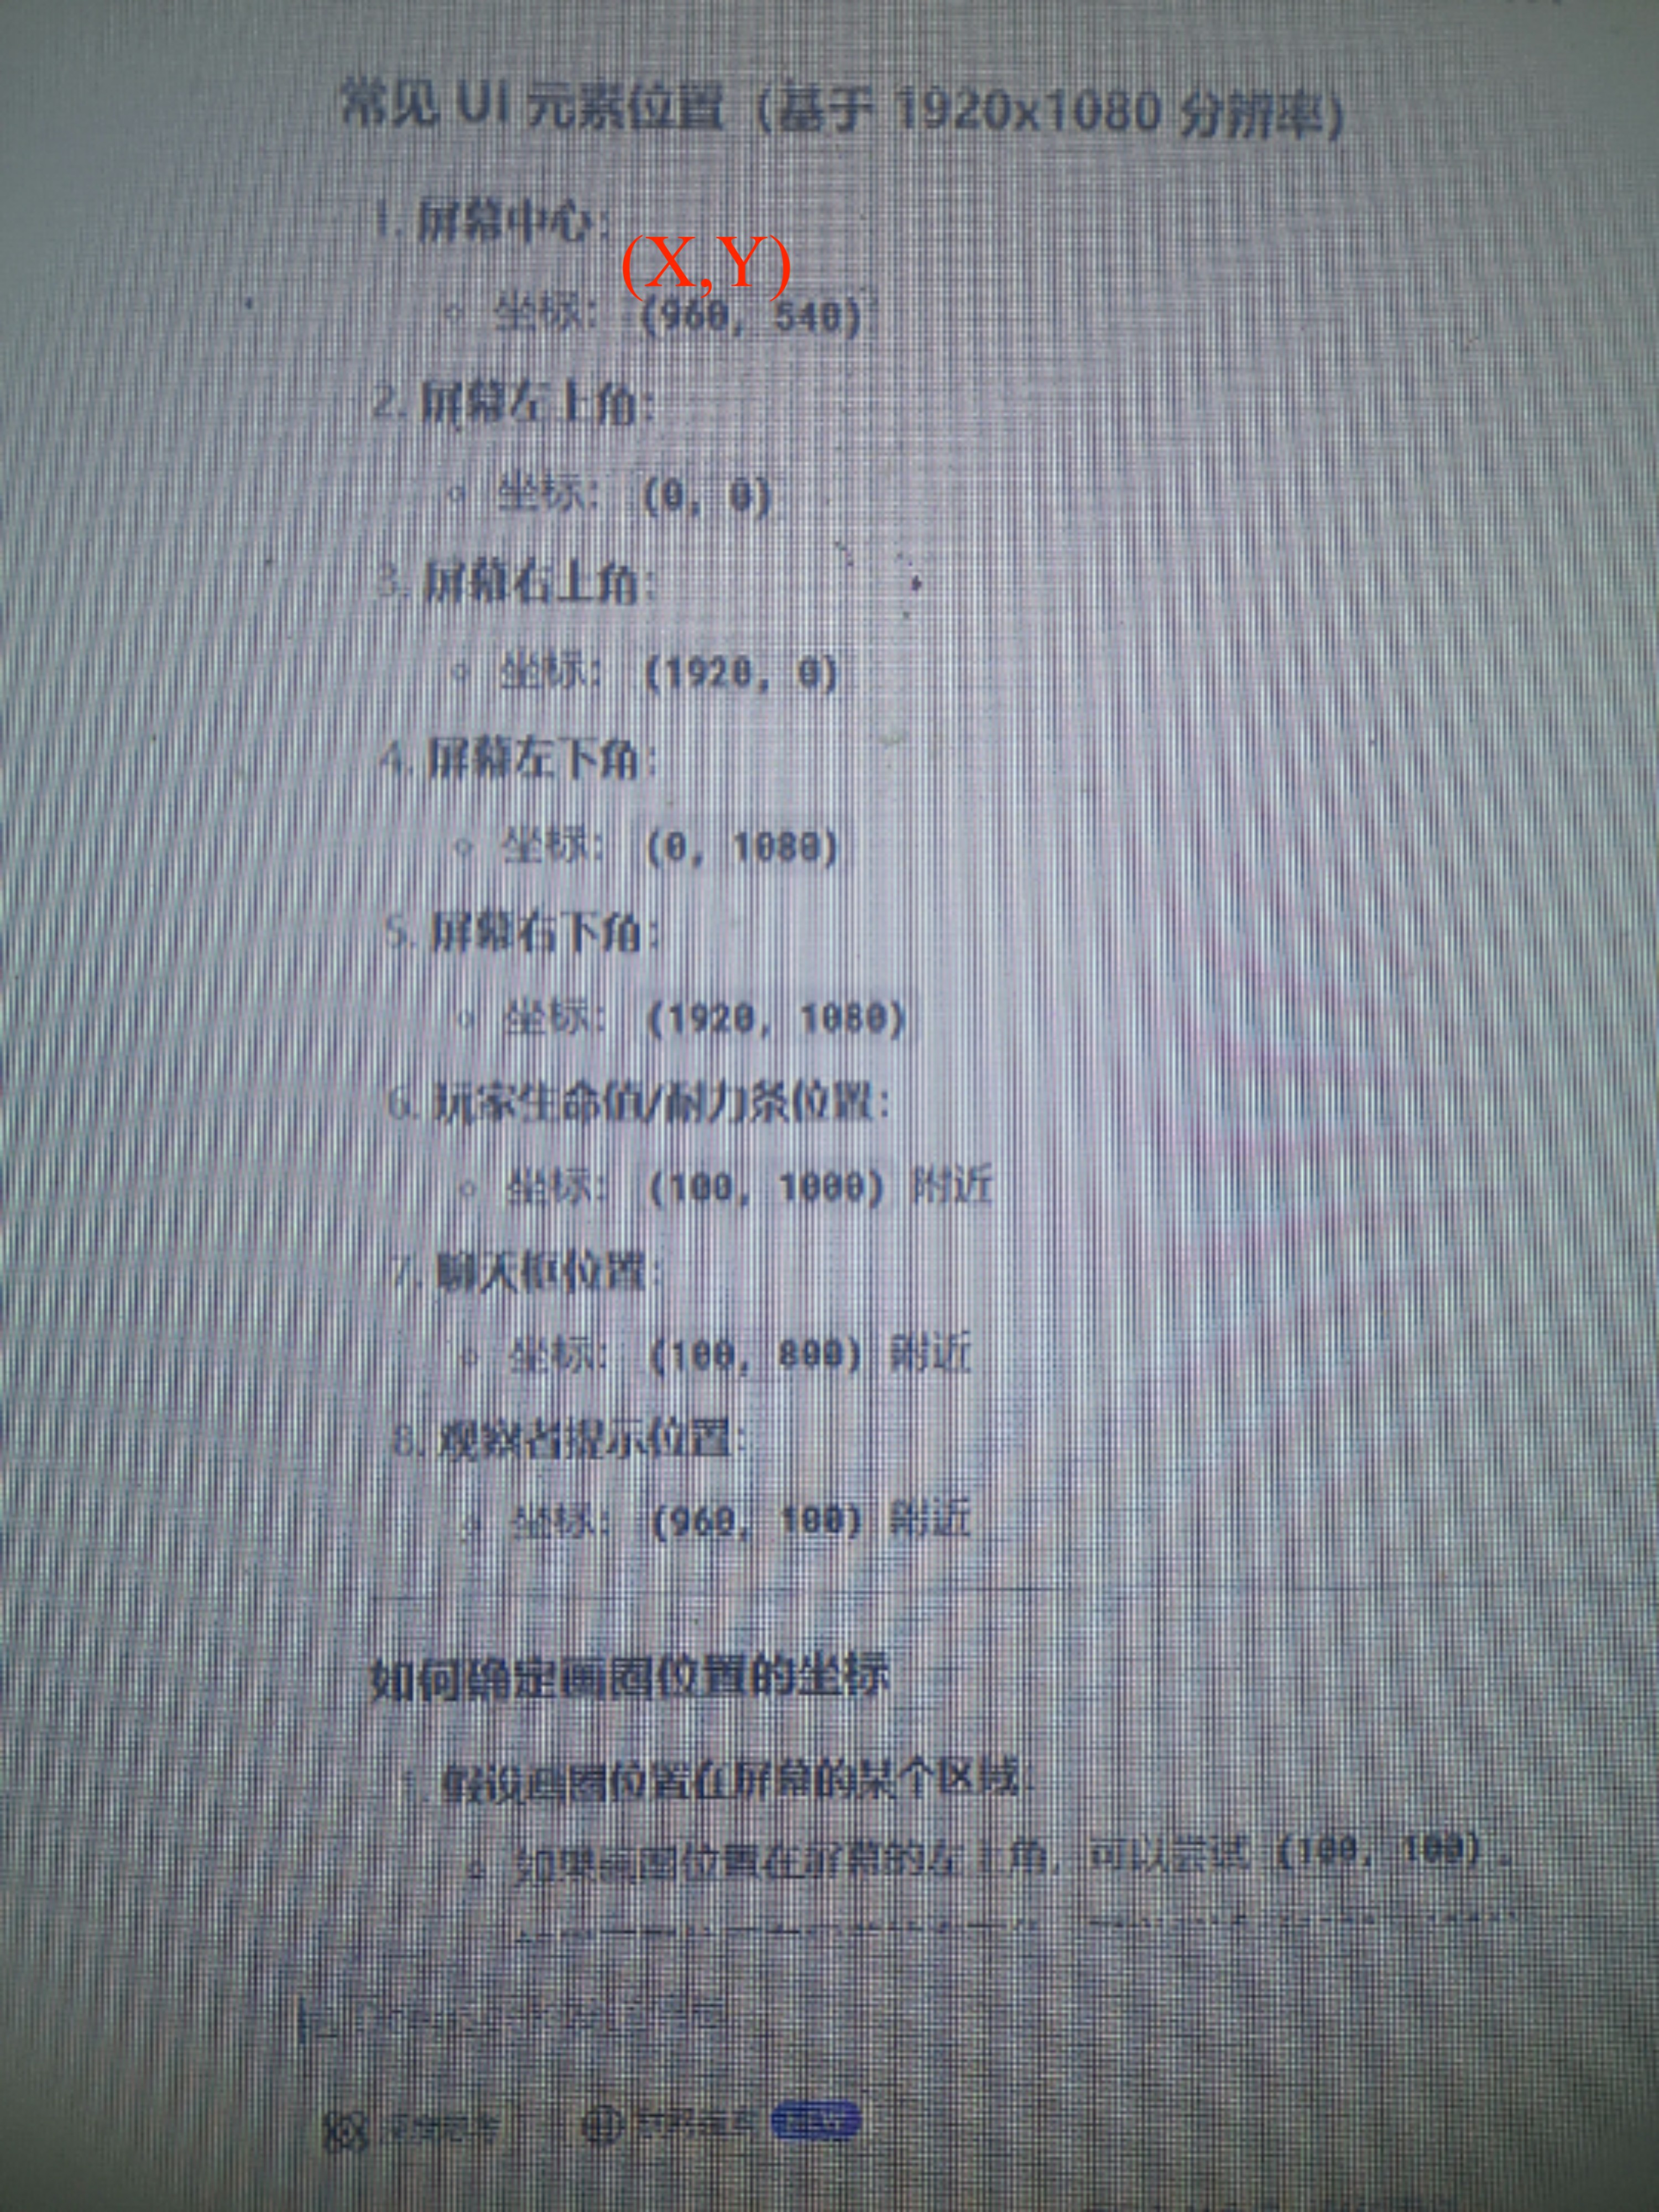 常见 UI 元素位置（基于 1920x1080 分辨率）
1. 屏幕中心:
(X,Y)
坐标: (960, 540)
2. 屏幕左上角:
坐标: (0, 0)
3. 屏幕右上角:
坐标: (1920, 0)
4. 屏幕左下角:
坐标: (0, 1080)
5. 屏幕右下角:
坐标: (1920, 1080)
6. 玩家生命值/耐力条位置:
坐标: (100, 1000) 附近
7. 聊天框位置:
坐标: (100, 800) 附近
8. 观察者提示位置:
坐标: (960, 100) 附近
如何确定画圈位置的坐标
1. 假设画圈位置在屏幕的某个区域:
如果画圈位置在屏幕的左上角，可以尝试 (100, 100) 。